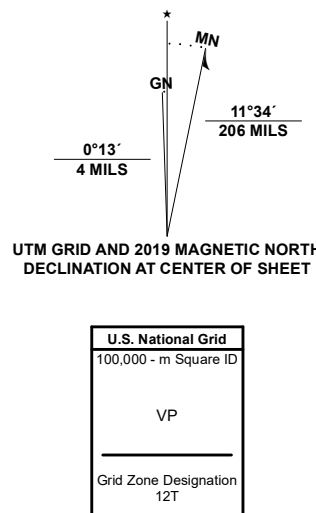 ★
MN
GN
11°34´
206 MILS
0°13´
4 MILS
UTM GRID AND 2019 MAGNETIC NORTH
DECLINATION AT CENTER OF SHEET
U.S. National Grid
100,000 - m Square ID
VP
Grid Zone Designation
12T